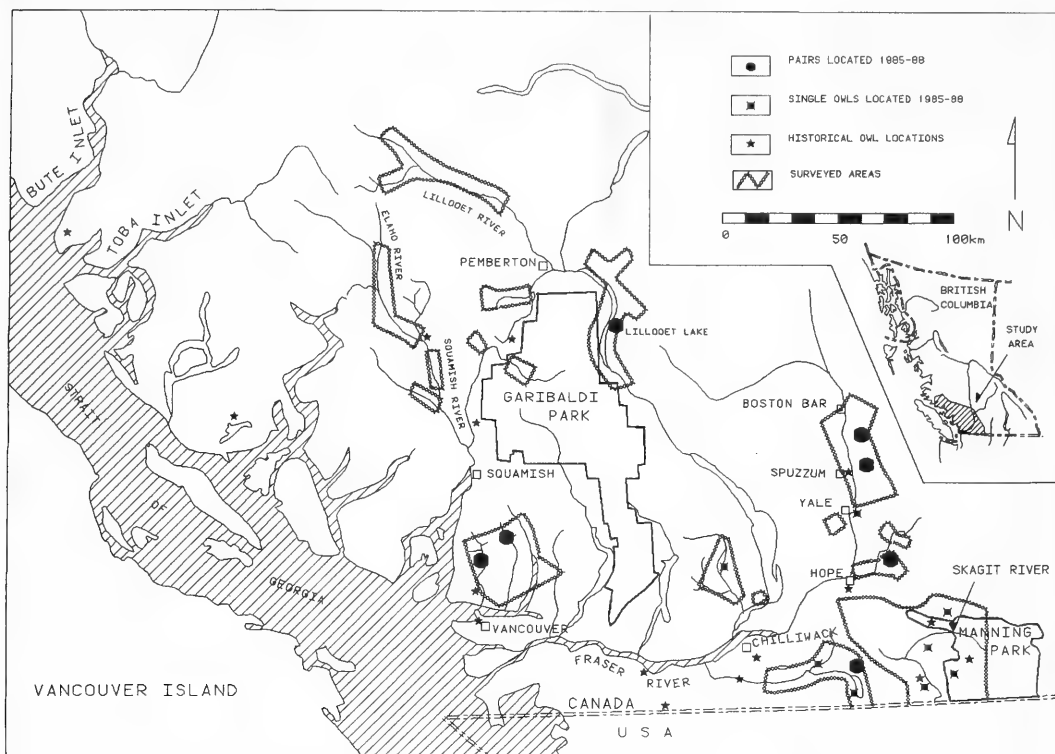 PAIRS LOCATED 1985-88
SINGLE OWLS LOCATED 1985-88
HISTORICAL OWL LOCATIONS
SURVEYED AREAS
N
0 50 100km
BUTE INLET
TOBA INLET
LILLOOET RIVER
ELAHO RIVER
PEMBERTON
BRITISH
COLUMBIA
STUDY
AREA
LILLOOET LAKE
SQUAMISH RIVER
GARIBALDI
PARK
BOSTON BAR
STRAIT
OF
GEORGIA
SQUAMISH
SPUZZUM
YALE
HOPE
SKAGIT RIVER
MANNING
PARK
VANCOUVER
CHILLIWACK
FRASER
RIVER
VANCOUVER ISLAND
CANADA
U S A